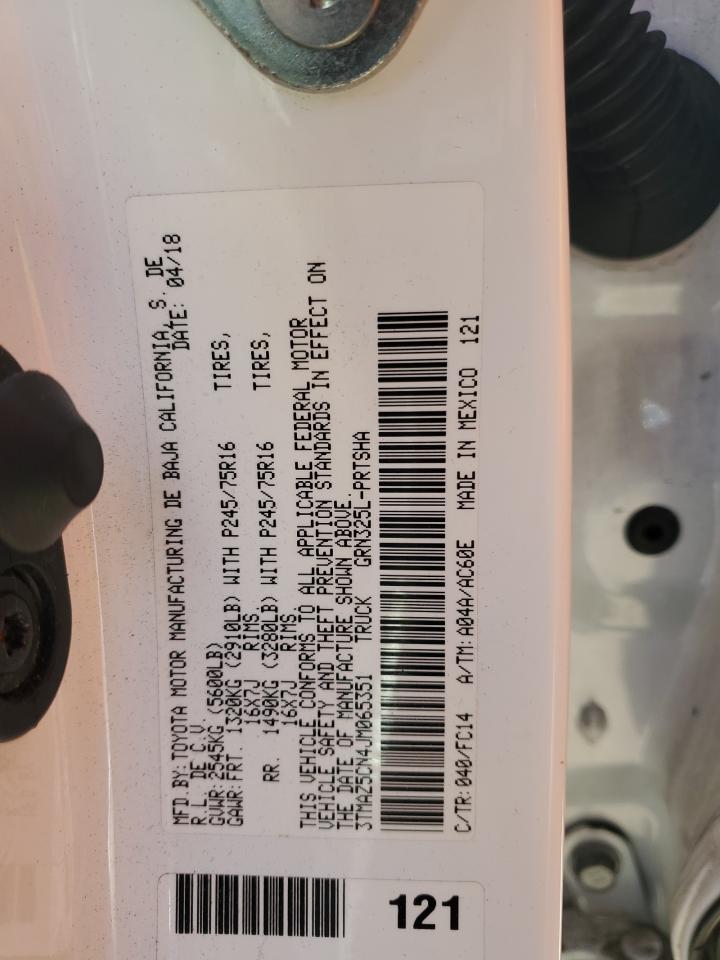 MFD.BY:TOYOTA MOTOR MANUFACTURING DE BAJA CALIFORNIA, S. DE
R.L. DE C.V. DATE: 04/18
GVWR:2545KG (5600LB)
GAWR:FRT. 1320KG (2910LB) WITH P245/75R16 TIRES,
16X7J RIMS
RR. 1490KG (3280LB) WITH P245/75R16 TIRES,
16X7J RIMS
THIS VEHICLE CONFORMS TO ALL APPLICABLE FEDERAL MOTOR
VEHICLE SAFETY AND THEFT PREVENTION STANDARDS IN EFFECT ON
THE DATE OF MANUFACTURE SHOWN ABOVE.
3TMAZ5CN4JM065351 TRUCK GRN325L-PRTSHA
C/TR:040/FC14 A/TM:A04A/AC60E MADE IN MEXICO 121
121